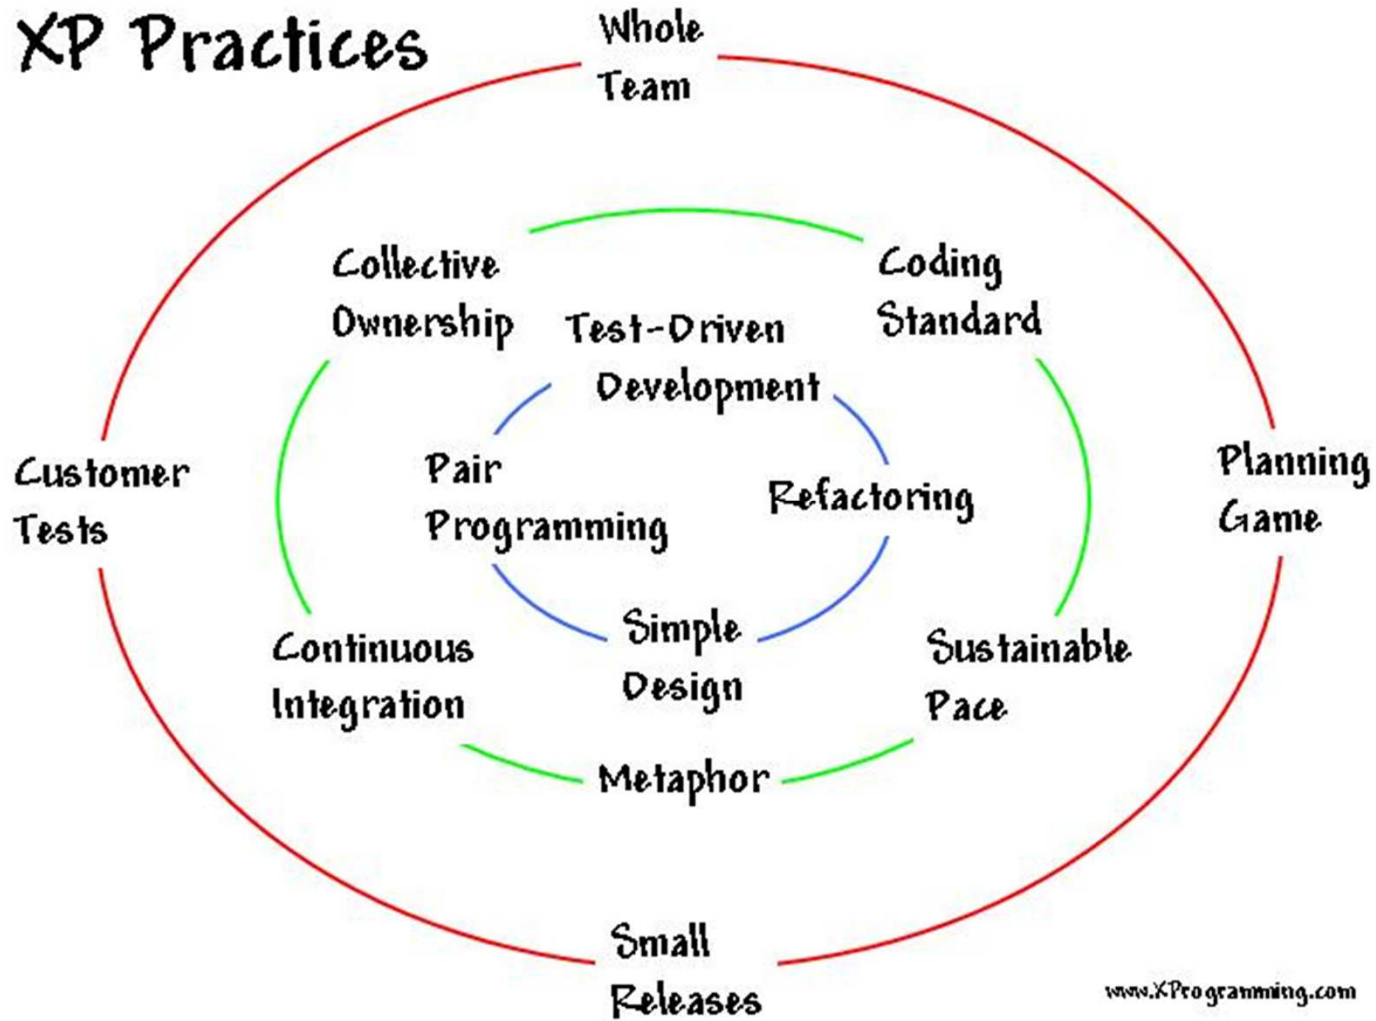 XP Practices
Whole
Team
Collective
Ownership
Coding
Standard
Test-Driven
Development
Customer
Tests
Pair
Programming
Refactoring
Planning
Game
Continuous
Integration
Simple
Design
Sustainable
Pace
Metaphor
Small
Releases
www.XProgramming.com